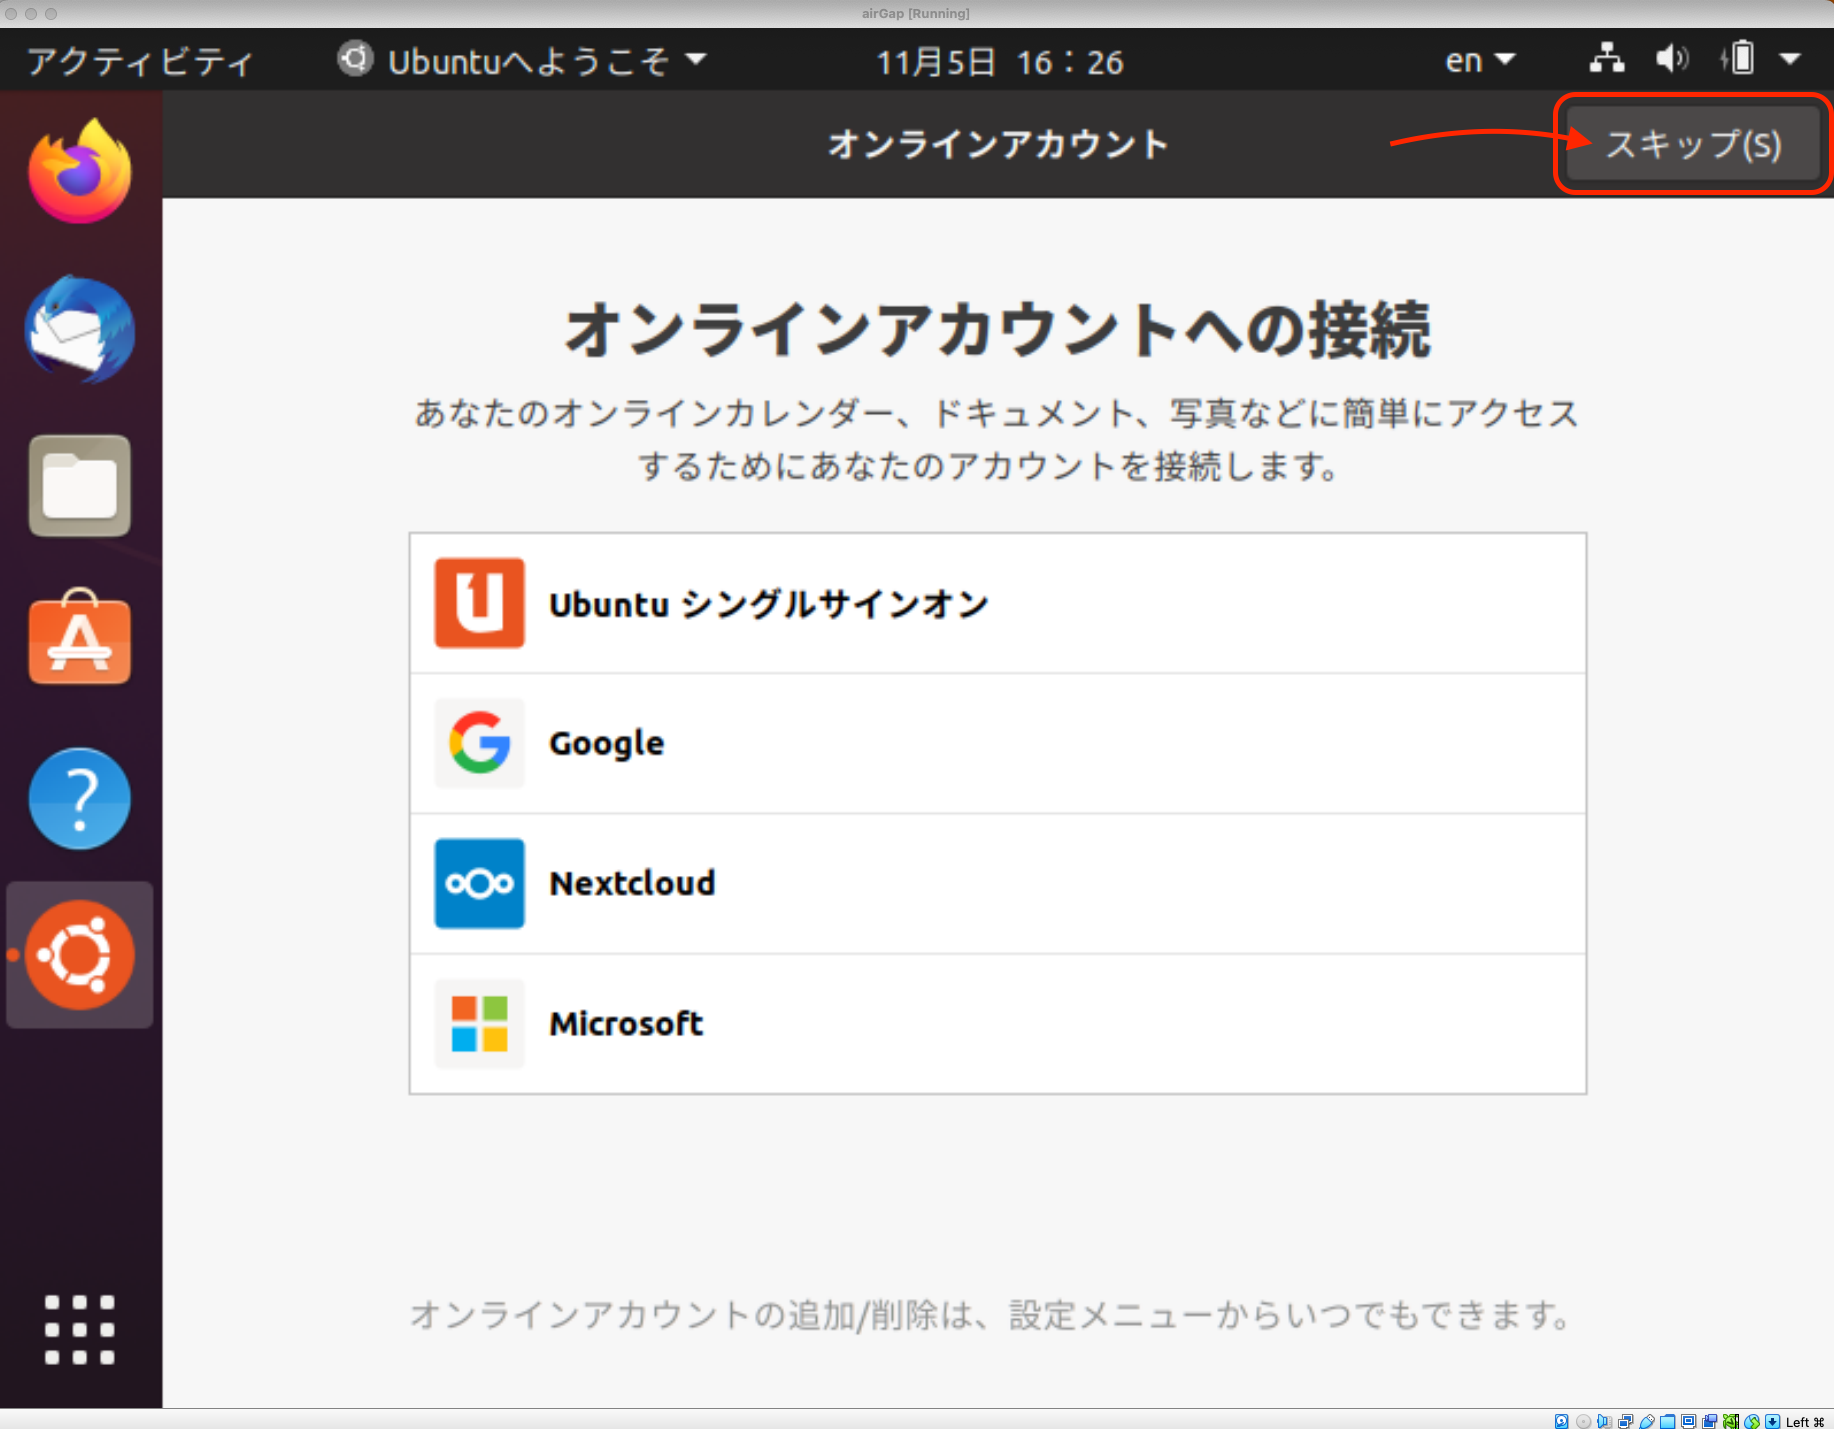 airGap [Running]
アクティビティ Ubuntuへようこそ 11月5日 16：26 en
オンラインアカウント スキップ(S)
オンラインアカウントへの接続
あなたのオンラインカレンダー、ドキュメント、写真などに簡単にアクセス
するためにあなたのアカウントを接続します。
Ubuntu シングルサインオン
Google
Nextcloud
Microsoft
オンラインアカウントの追加/削除は、設定メニューからいつでもできます。
Left ⌘